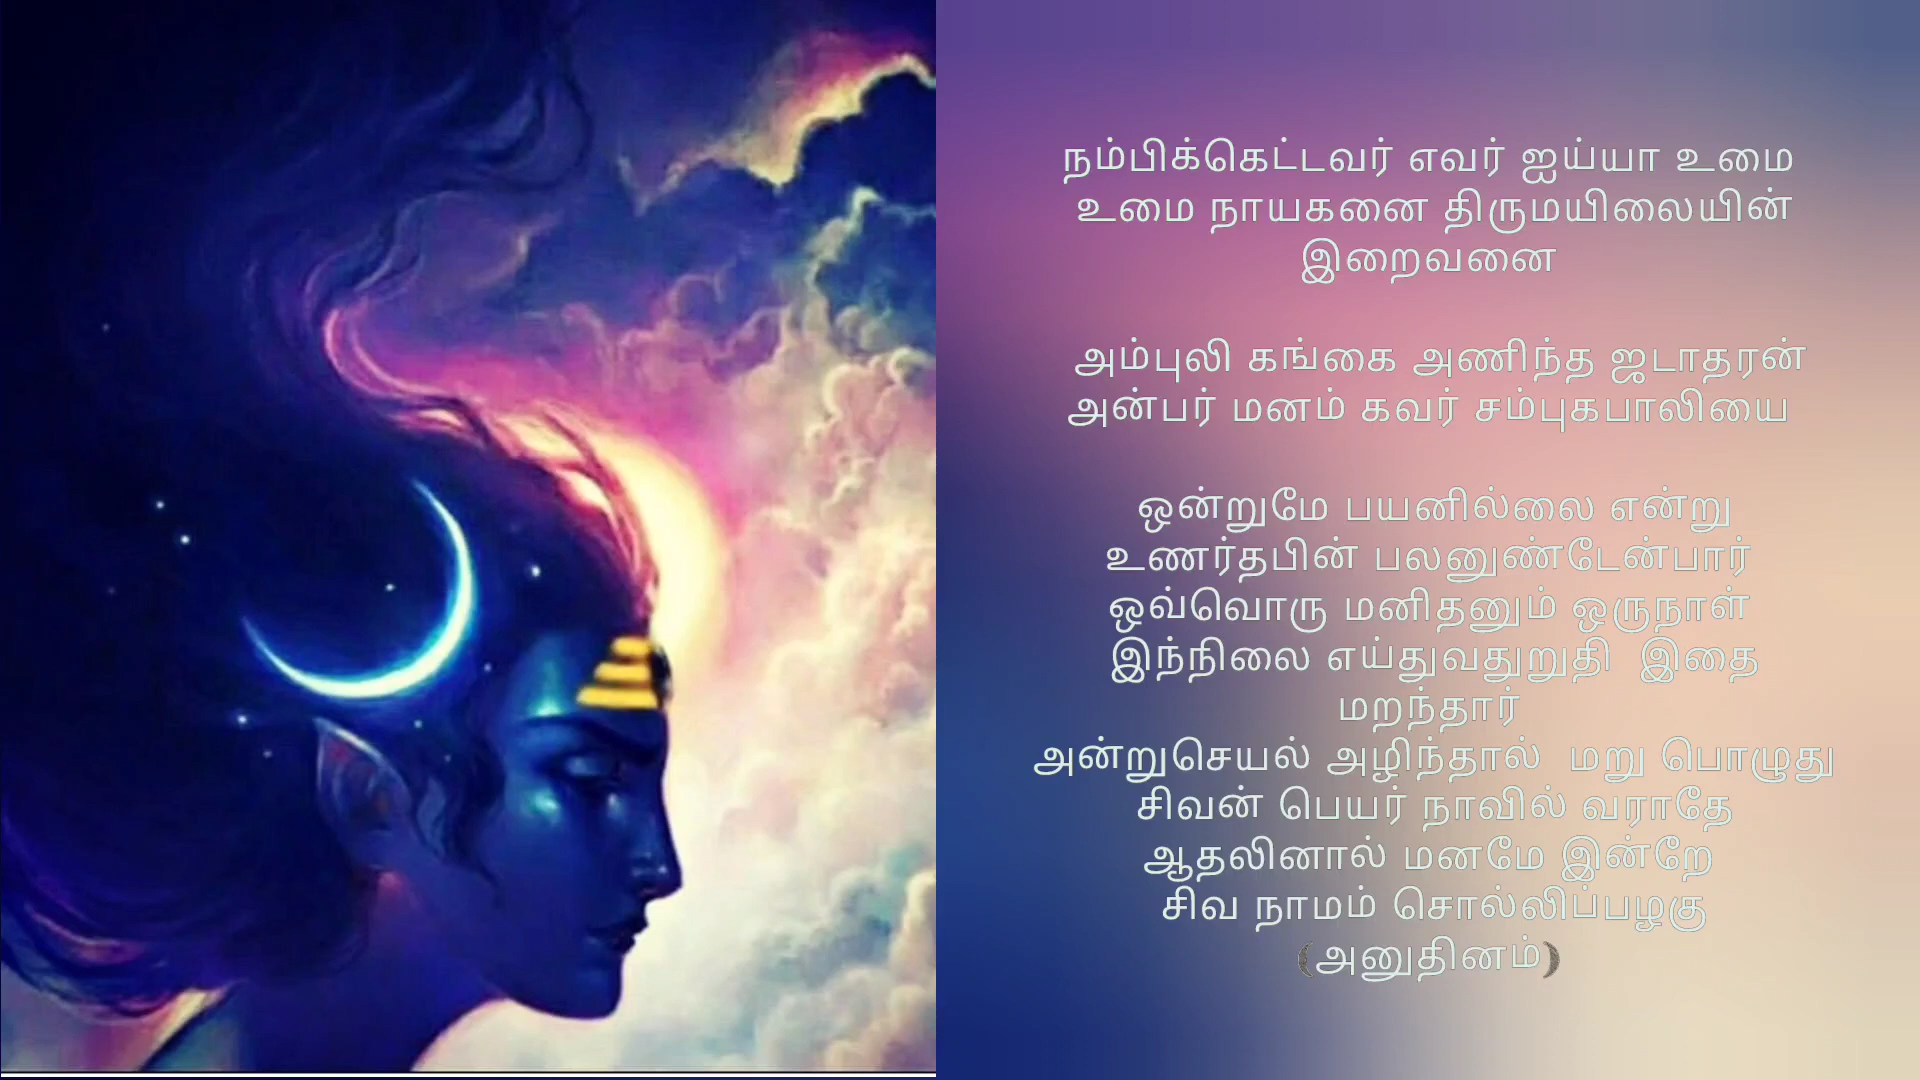 நம்பிக்கெட்டவர் எவர் ஐய்யா உமை
உமை நாயகனை திருமயிலையின்
இறைவனை
அம்புலி கங்கை அணிந்த ஜடாதரன்
அன்பர் மனம் கவர் சம்புகபாலியை
ஒன்றுமே பயனில்லை என்று
உணர்தபின் பலனுண்டேன்பார்
ஒவ்வொரு மனிதனும் ஒருநாள்
இந்நிலை எய்துவதுறுதி இதை
மறந்தார்
அன்றுசெயல் அழிந்தால் மறு பொழுது
சிவன் பெயர் நாவில் வராதே
ஆதலினால் மனமே இன்றே
சிவ நாமம் சொல்லிப்பழகு
(அனுதினம்)